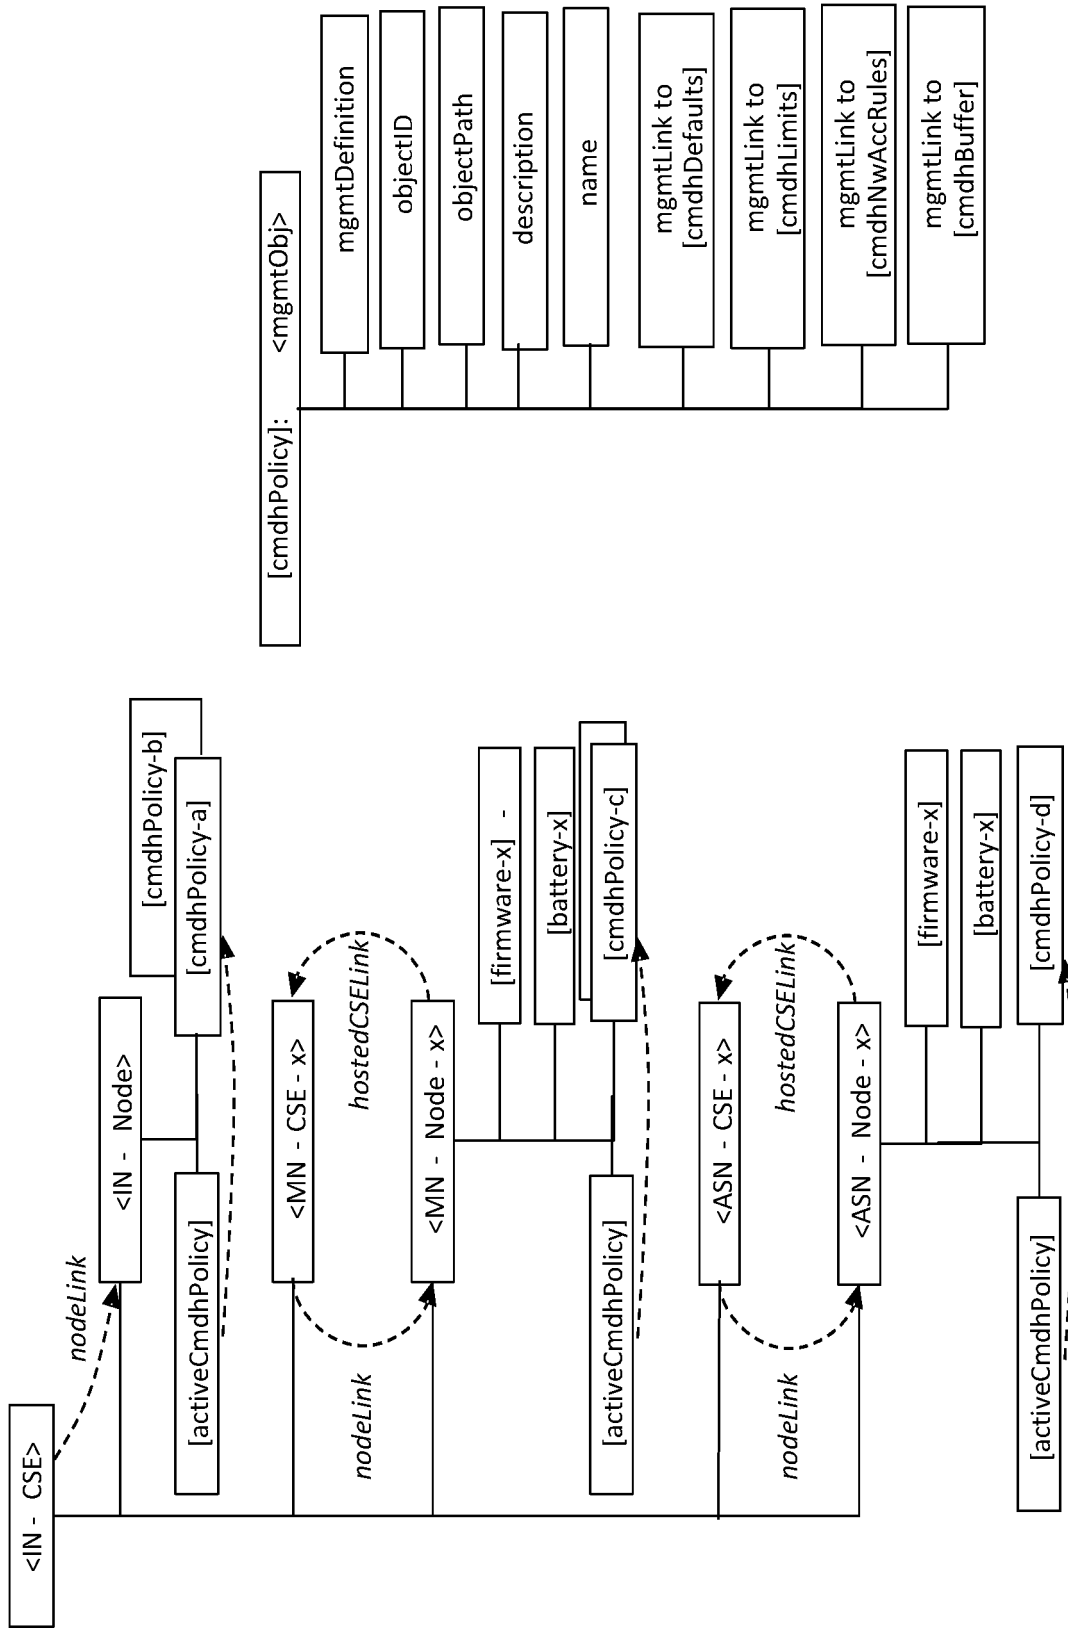 <IN - CSE>
nodeLink
<IN - Node>
[cmdhPolicy-b]
[cmdhPolicy-a]
[activeCmdhPolicy]
<MN - CSE - x>
nodeLink
hostedCSELink
<MN - Node - x>
[firmware-x] -
[battery-x]
[cmdhPolicy-c]
[activeCmdhPolicy]
<ASN - CSE - x>
nodeLink
hostedCSELink
<ASN - Node - x>
[firmware-x]
[battery-x]
[cmdhPolicy-d]
[activeCmdhPolicy]
[cmdhPolicy]: <mgmtObj>
mgmtDefinition
objectID
objectPath
description
name
mgmtLink to
[cmdhDefaults]
mgmtLink to
[cmdhLimits]
mgmtLink to
[cmdhNwAccRules]
mgmtLink to
[cmdhBuffer]